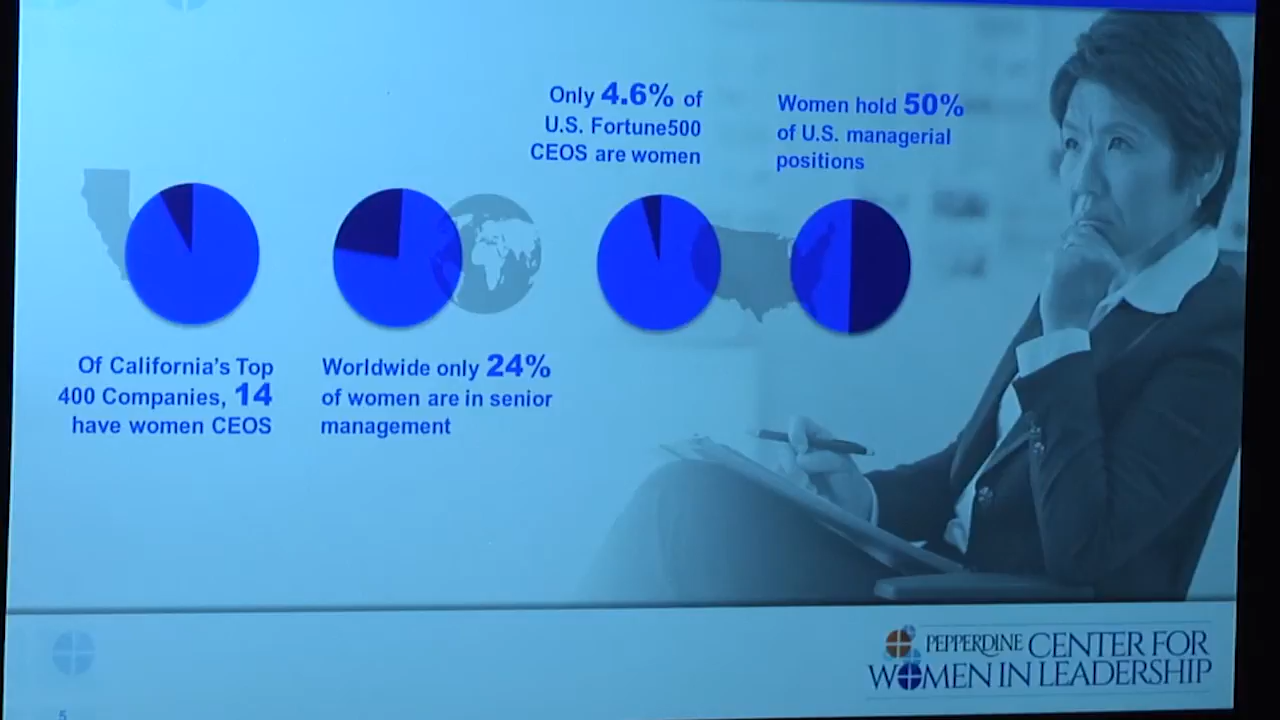 Only 4.6% of
U.S. Fortune500
CEOS are women
Women hold 50%
of U.S. managerial
positions
Of California's Top
400 Companies, 14
have women CEOS
Worldwide only 24%
of women are in senior
management
PEPPERDINE CENTER FOR
WOMEN IN LEADERSHIP
5